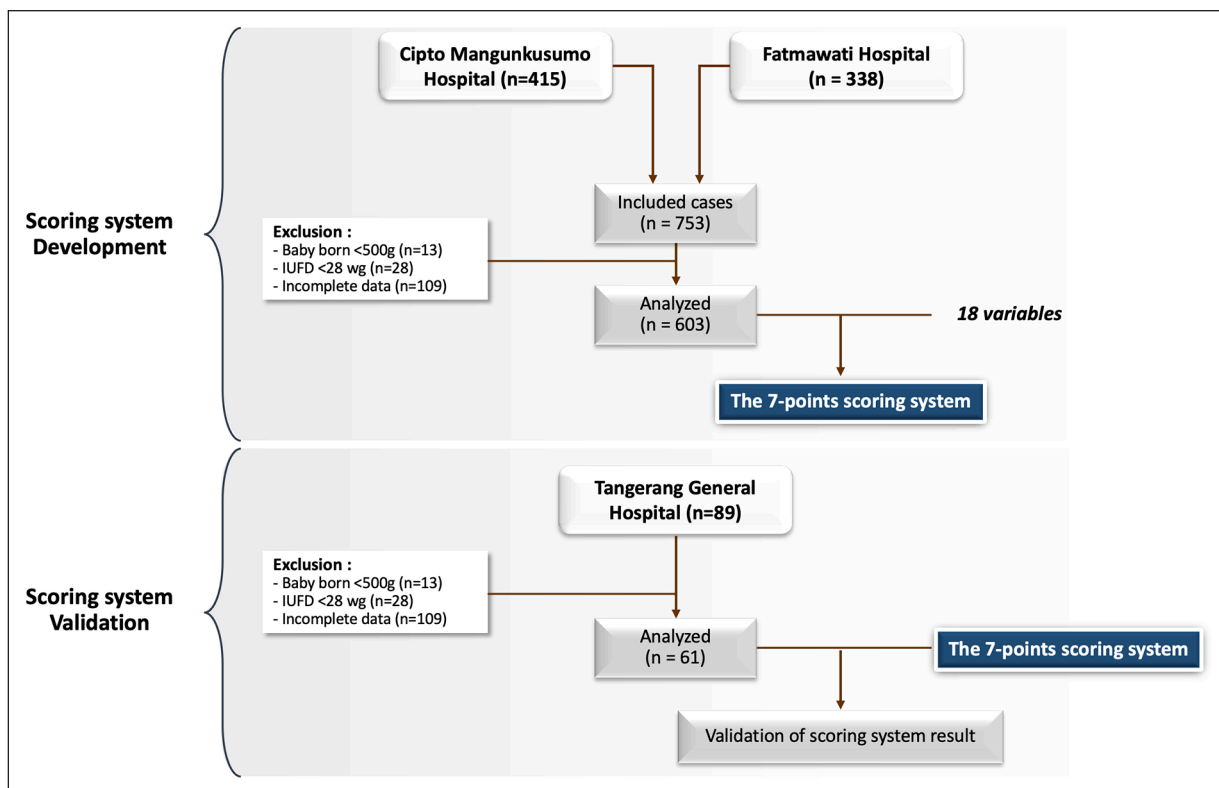 Cipto Mangunkusumo
Hospital (n=415)
Fatmawati Hospital
(n = 338)
Scoring system
Development
Included cases
(n = 753)
Exclusion :
- Baby born <500g (n=13)
- IUFD <28 wg (n=28)
- Incomplete data (n=109)
Analyzed
(n = 603)
18 variables
The 7-points scoring system
Tangerang General
Hospital (n=89)
Scoring system
Validation
Exclusion :
- Baby born <500g (n=13)
- IUFD <28 wg (n=28)
- Incomplete data (n=109)
Analyzed
(n = 61)
The 7-points scoring system
Validation of scoring system result